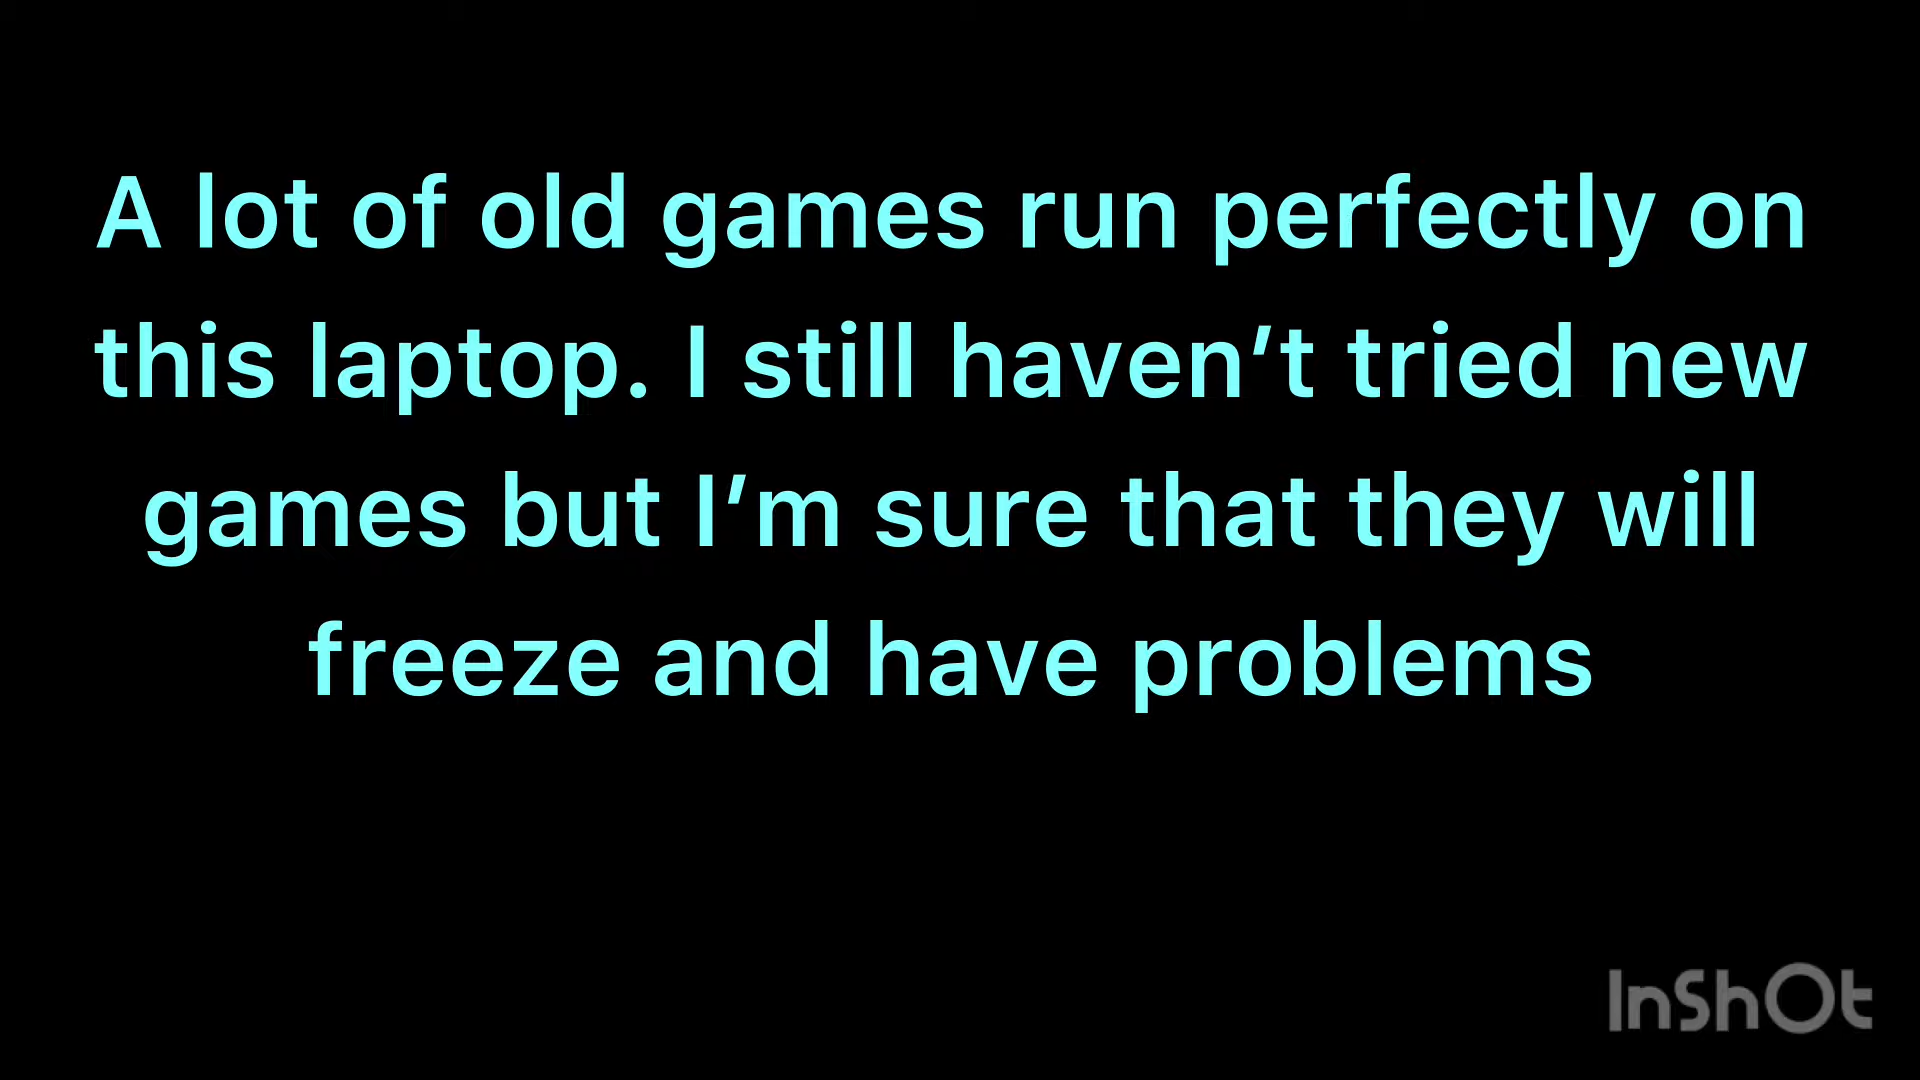 A lot of old games run perfectly on
this laptop. I still haven’t tried new
games but I’m sure that they will
freeze and have problems
InShOt